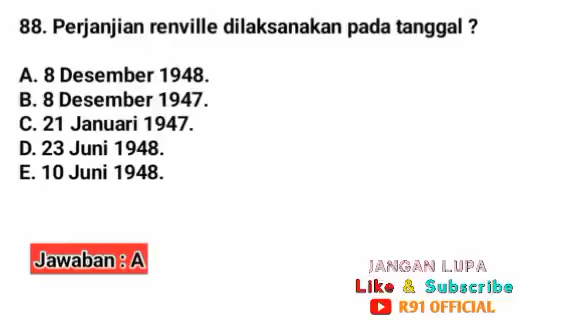 88. Perjanjian renville dilaksanakan pada tanggal ?
A. 8 Desember 1948.
B. 8 Desember 1947.
C. 21 Januari 1947.
D. 23 Juni 1948.
E. 10 Juni 1948.
Jawaban : A
JANGAN LUPA
Like & Subscribe
R91 OFFICIAL